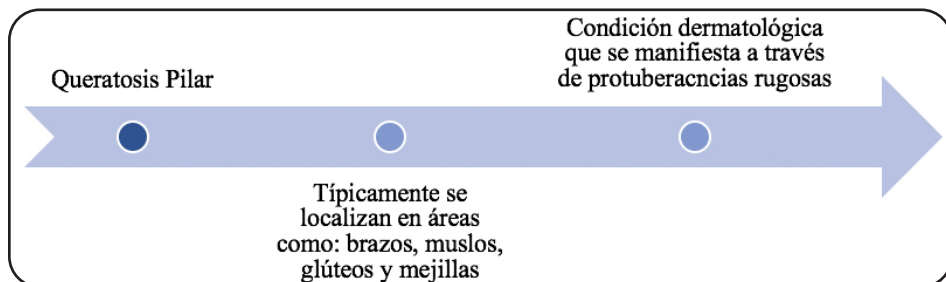 Queratosis Pilar
Típicamente se
localizan en áreas
como: brazos, muslos,
glúteos y mejillas
Condición dermatológica
que se manifiesta a través
de protuberacncias rugosas